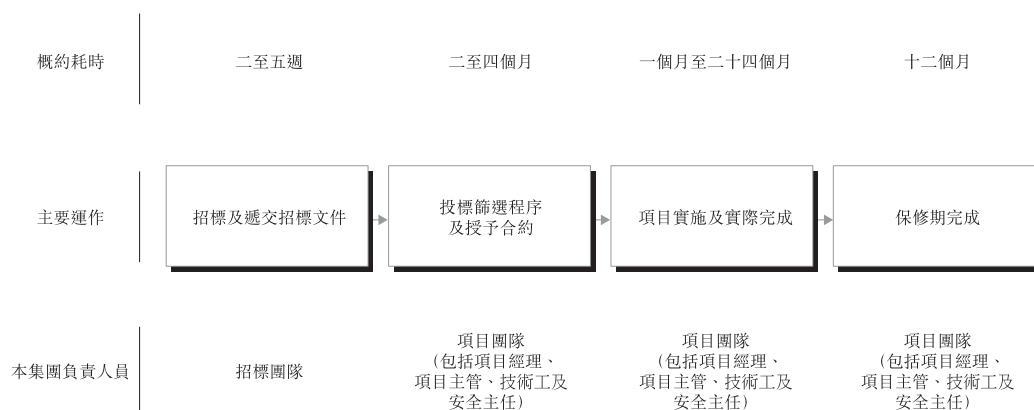 概約耗時
二至五週
二至四個月
一個月至二十四個月
十二個月
主要運作
招標及遞交招標文件
投標篩選程序
及授予合約
項目實施及實際完成
保修期完成
本集團負責人員
招標團隊
項目團隊
(包括項目經理、
項目主管、技術工及
安全主任)
項目團隊
(包括項目經理、
項目主管、技術工及
安全主任)
項目團隊
(包括項目經理、
項目主管、技術工及
安全主任)